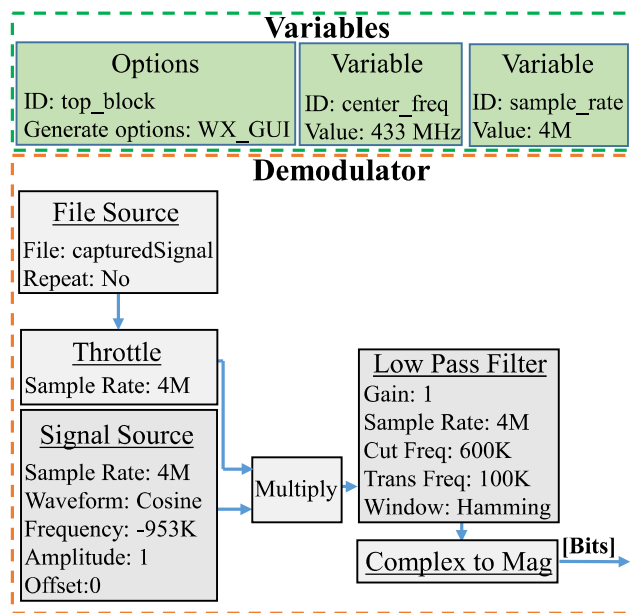 Variables
Options
ID: top_block
Generate options: WX_GUI
Variable
ID: center_freq
Value: 433 MHz
Variable
ID: sample_rate
Value: 4M
Demodulator
File Source
File: capturedSignal
Repeat: No
Throttle
Sample Rate: 4M
Signal Source
Sample Rate: 4M
Waveform: Cosine
Frequency: -953K
Amplitude: 1
Offset:0
Multiply
Low Pass Filter
Gain: 1
Sample Rate: 4M
Cut Freq: 600K
Trans Freq: 100K
Window: Hamming
Complex to Mag
[Bits]